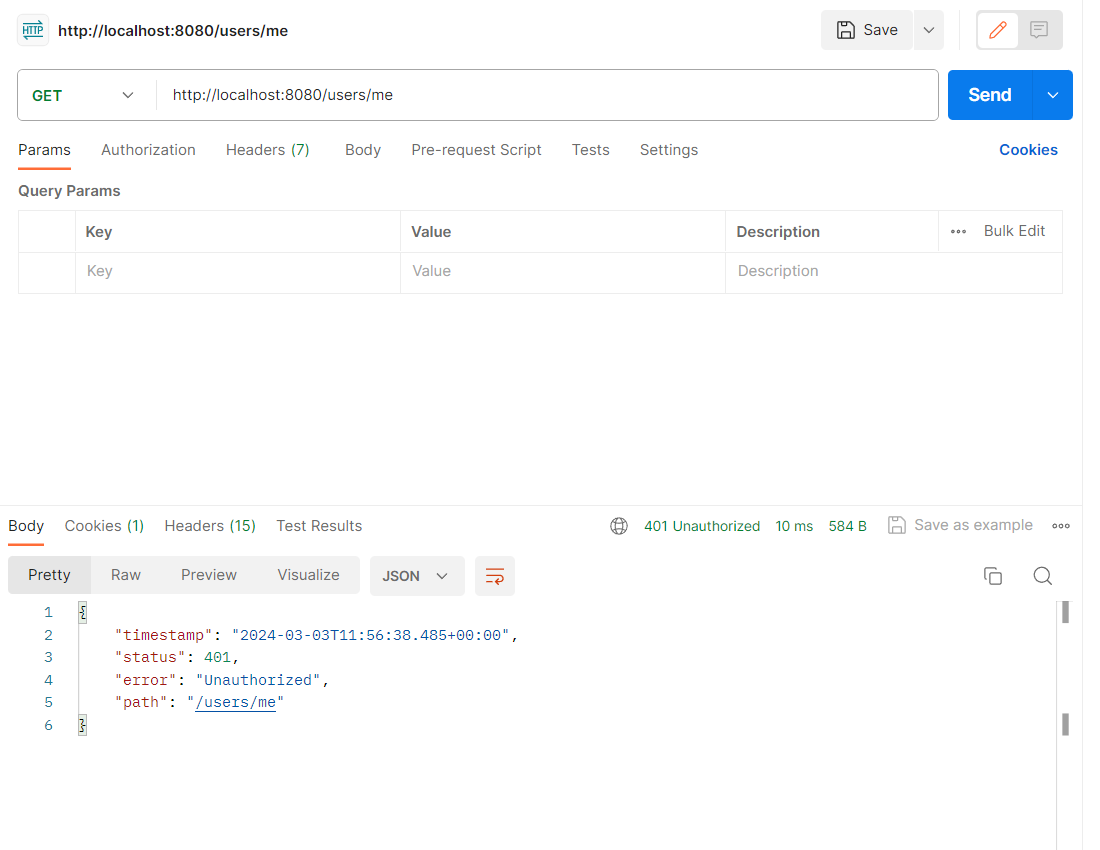 HTTP http://localhost:8080/users/me Save
GET http://localhost:8080/users/me Send
Params Authorization Headers (7) Body Pre-request Script Tests Settings Cookies
Query Params
Key Value Description Bulk Edit
Key Value Description
Body Cookies (1) Headers (15) Test Results 401 Unauthorized 10 ms 584 B Save as example
Pretty Raw Preview Visualize JSON
1 {
2 "timestamp": "2024-03-03T11:56:38.485+00:00",
3 "status": 401,
4 "error": "Unauthorized",
5 "path": "/users/me"
6 }